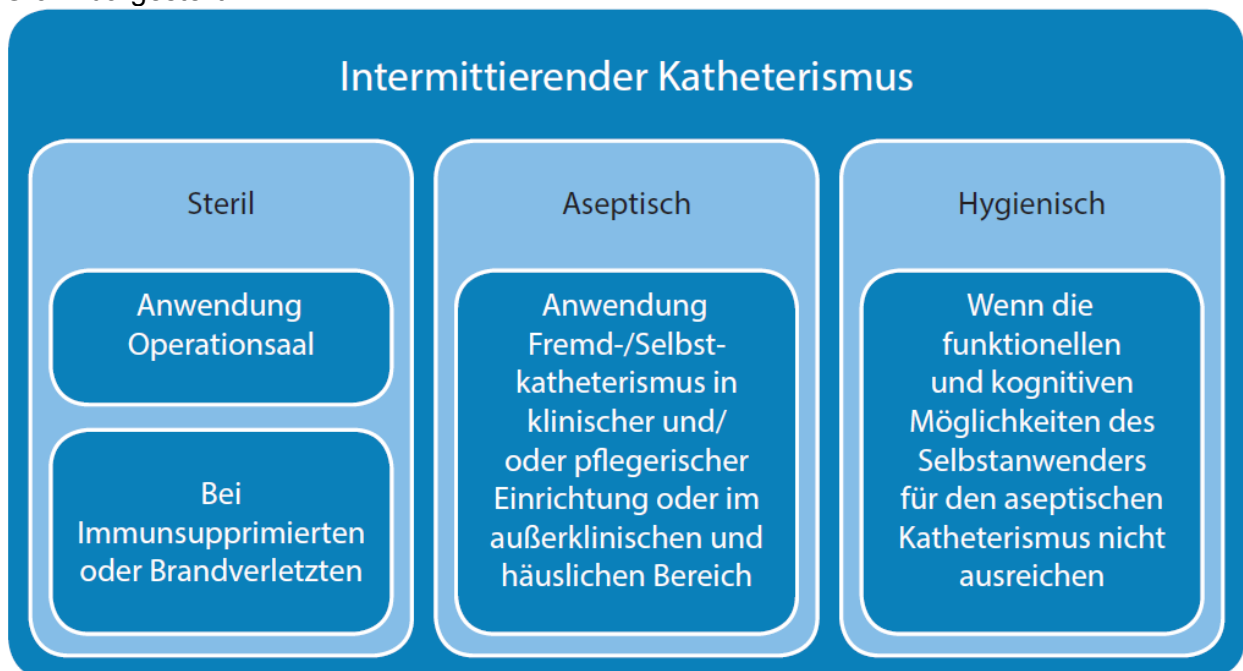 Intermittierender Katheterismus
Steril
Anwendung
Operationsaal
Bei
Immunsupprimierten
oder Brandverletzten
Aseptisch
Anwendung
Fremd-/Selbst-
katheterismus in
klinischer und/
oder pflegerischer
Einrichtung oder im
außerklinischen und
häuslichen Bereich
Hygienisch
Wenn die
funktionellen
und kognitiven
Möglichkeiten des
Selbstanwenders
für den aseptischen
Katheterismus nicht
ausreichen